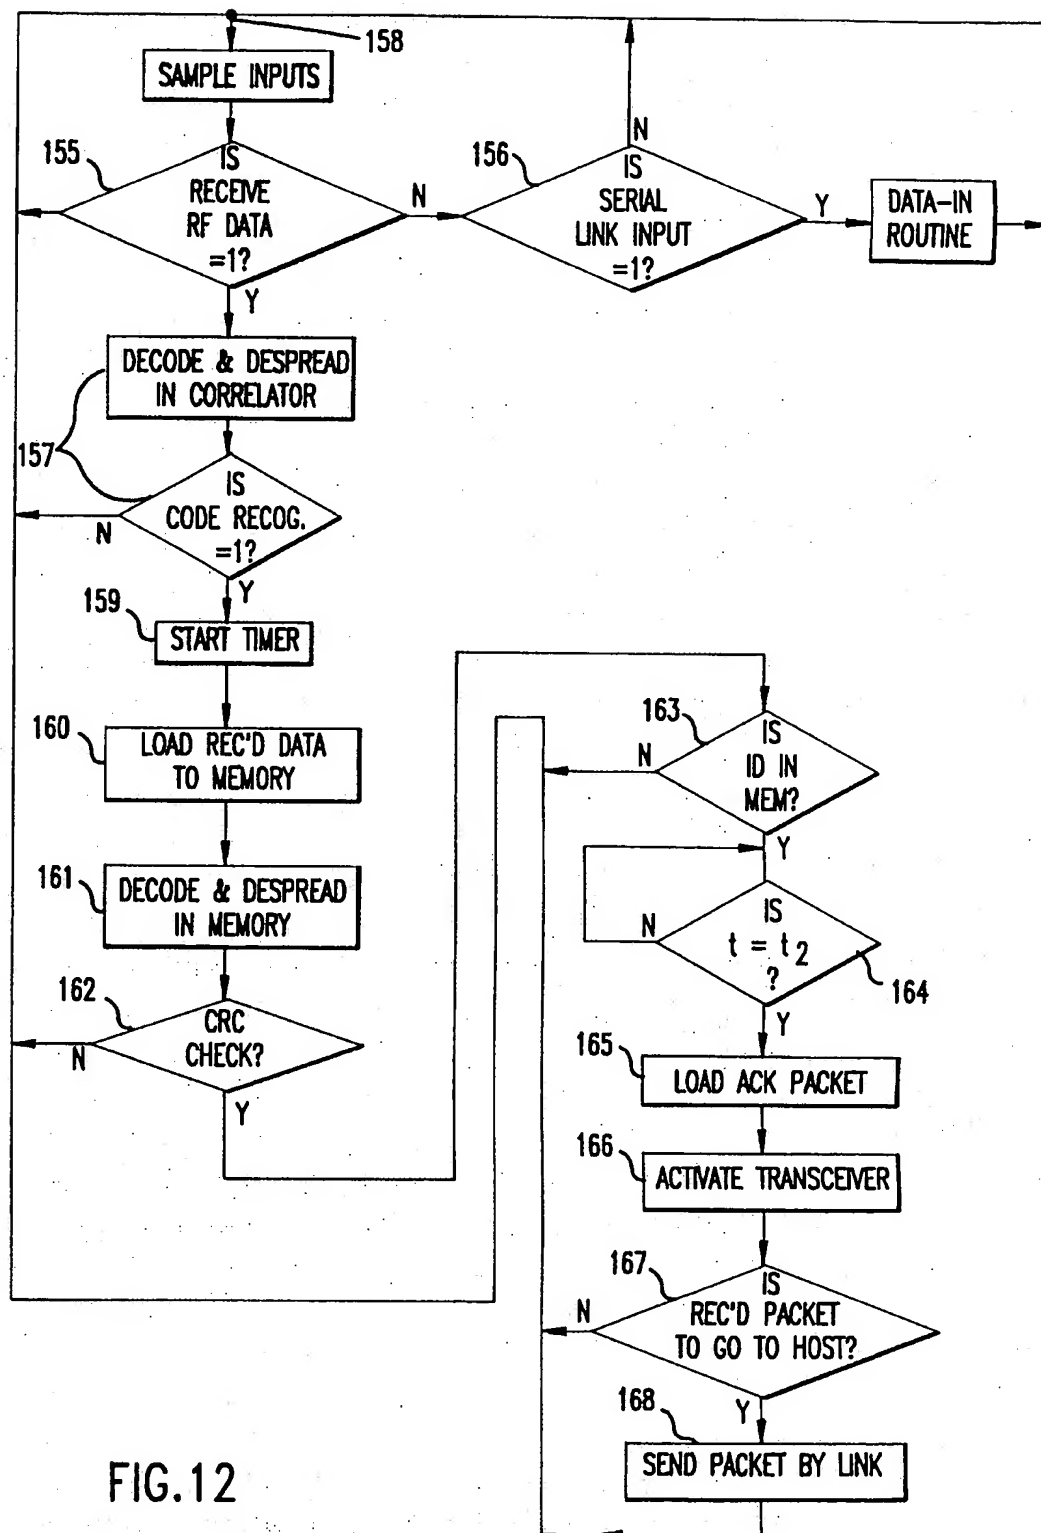 158
SAMPLE INPUTS
155
IS
RECEIVE
RF DATA
=1?
N
Y
156
N
IS
SERIAL
LINK INPUT
=1?
Y
DATA-IN
ROUTINE
DECODE & DESPREAD
IN CORRELATOR
157
IS
CODE RECOG.
=1?
N
Y
159
START TIMER
160
LOAD REC'D DATA
TO MEMORY
161
DECODE & DESPREAD
IN MEMORY
162
CRC
CHECK?
N
Y
163
IS
ID IN
MEM?
N
Y
IS
t = t2
?
N
164
Y
165
LOAD ACK PACKET
166
ACTIVATE TRANSCEIVER
167
IS
REC'D PACKET
TO GO TO HOST?
N
Y
168
SEND PACKET BY LINK
FIG.12